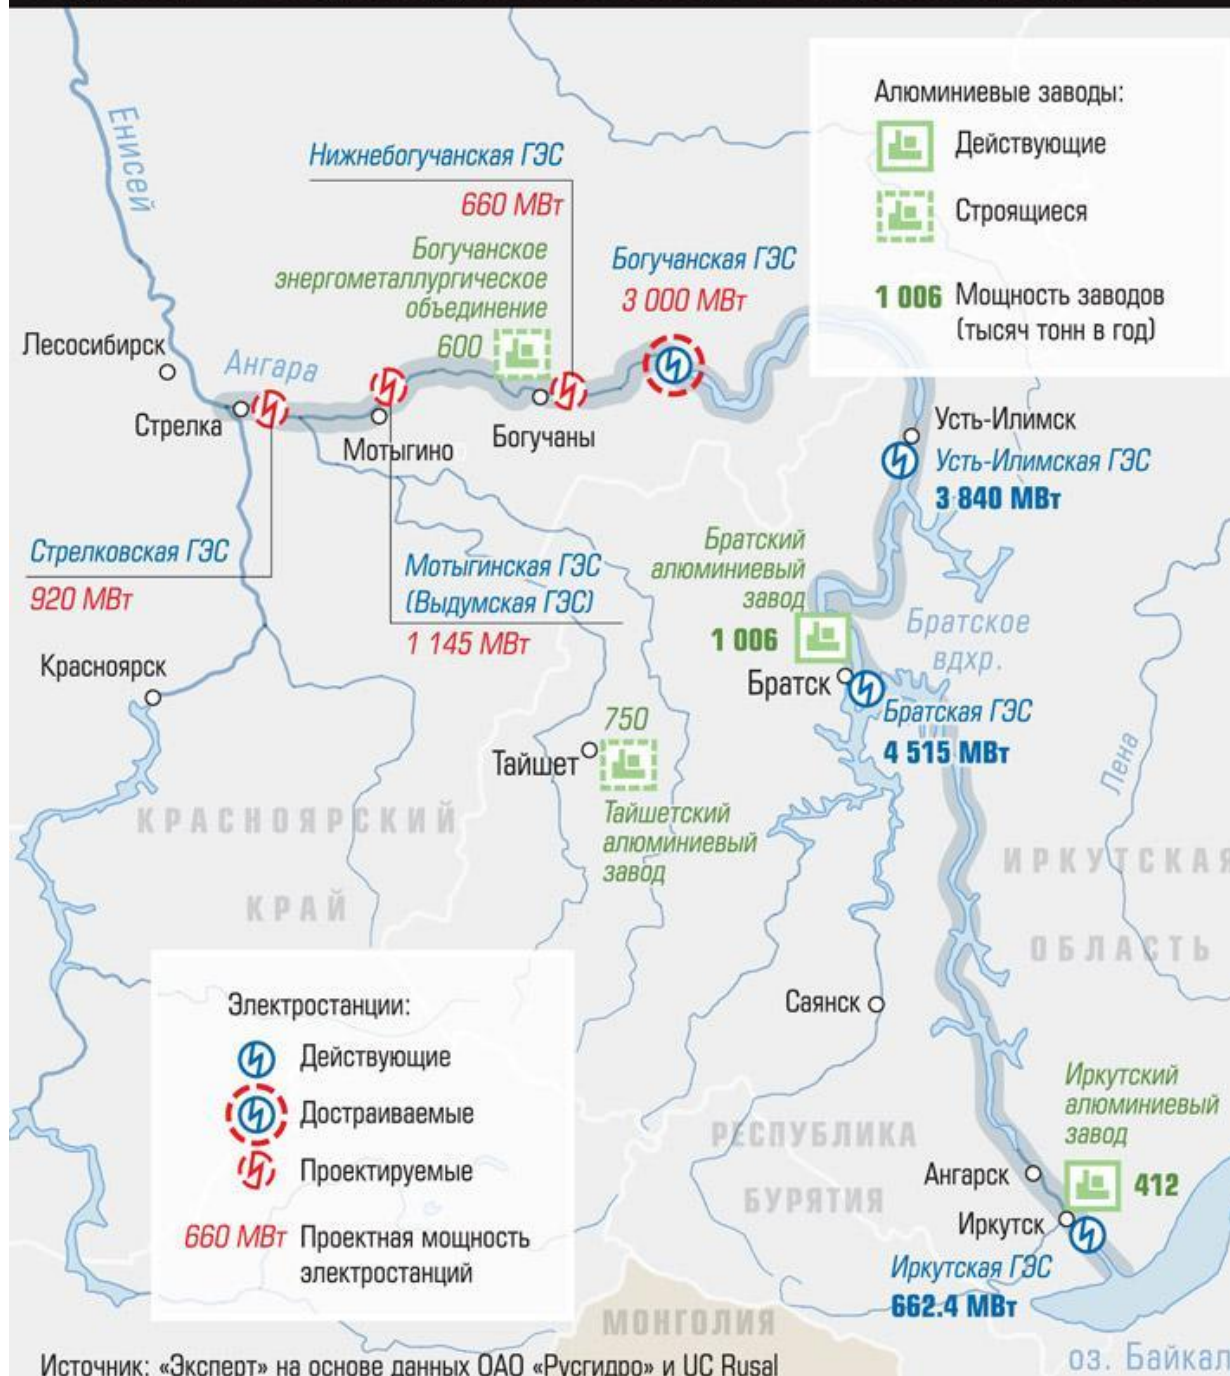 Алюминиевые заводы:
Действующие
Строящиеся
1 006 Мощность заводов
(тысяч тонн в год)
Енисей
Нижнебогучанская ГЭС
660 МВт
Богучанское
энергометаллургическое
объединение
600
Богучанская ГЭС
3 000 МВт
Лесосибирск
Ангара
Стрелка
Мотыгино
Богучаны
Усть-Илимск
Усть-Илимская ГЭС
3 840 МВт
Стрелковская ГЭС
920 МВт
Мотыгинская ГЭС
(Выдумская ГЭС)
1 145 МВт
Братский
алюминиевый
завод
1 006
Братское
вдхр.
Красноярск
Братск
Братская ГЭС
4 515 МВт
750
Тайшет
Тайшетский
алюминиевый
завод
Лена
КРАСНОЯРСКИЙ
КРАЙ
ИРКУТСКАЯ
ОБЛАСТЬ
Саянск
Электростанции:
Действующие
Достраиваемые
Проектируемые
660 МВт Проектная мощность
электростанций
РЕСПУБЛИКА
БУРЯТИЯ
Иркутский
алюминиевый
завод
412
Ангарск
Иркутск
Иркутская ГЭС
662.4 МВт
МОНГОЛИЯ
оз. Байкал
Источник: «Эксперт» на основе данных ОАО «Русгидро» и UC Rusal